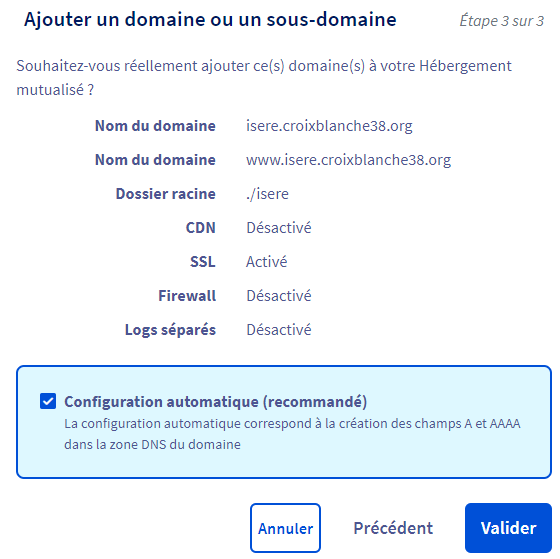 Ajouter un domaine ou un sous-domaine Étape 3 sur 3
Souhaitez-vous réellement ajouter ce(s) domaine(s) à votre Hébergement
mutualisé ?
Nom du domaine isere.croixblanche38.org
Nom du domaine www.isere.croixblanche38.org
Dossier racine ./isere
CDN Désactivé
SSL Activé
Firewall Désactivé
Logs séparés Désactivé
Configuration automatique (recommandé)
La configuration automatique correspond à la création des champs A et AAAA
dans la zone DNS du domaine
Annuler Précédent Valider